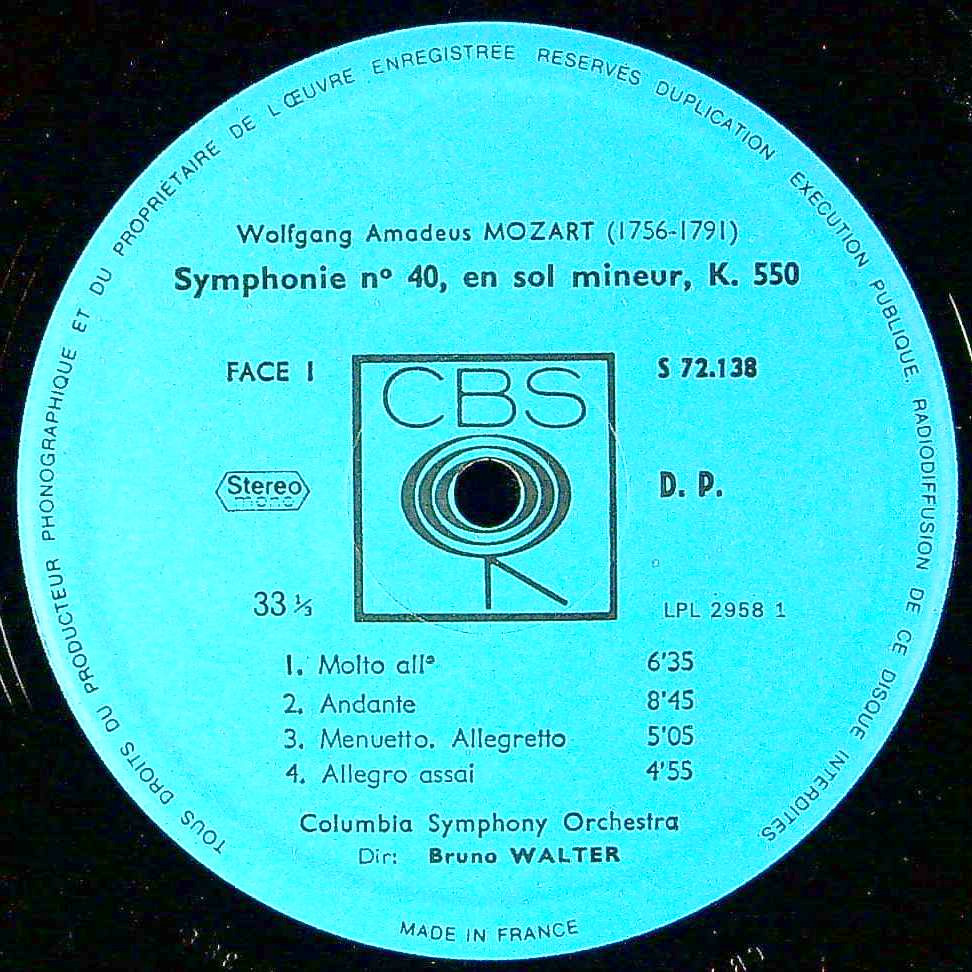 TOUS DROITS DU PRODUCTEUR PHONOGRAPHIQUE ET DU PROPRIÉTAIRE DE L'ŒUVRE ENREGISTRÉE RESERVÉS DUPLICATION EXECUTION PUBLIQUE. RADIODIFFUSION DE CE DISQUE INTERDITES.
Wolfgang Amadeus MOZART (1756-1791)
Symphonie nº 40, en sol mineur, K. 550
FACE 1
CBS
S 72.138
Stereo
mono
D. P.
33 ⅓
LPL 2958 1
1. Molto allº 6'35
2. Andante 8'45
3. Menuetto. Allegretto 5'05
4. Allegro assai 4'55
Columbia Symphony Orchestra
Dir: Bruno WALTER
MADE IN FRANCE